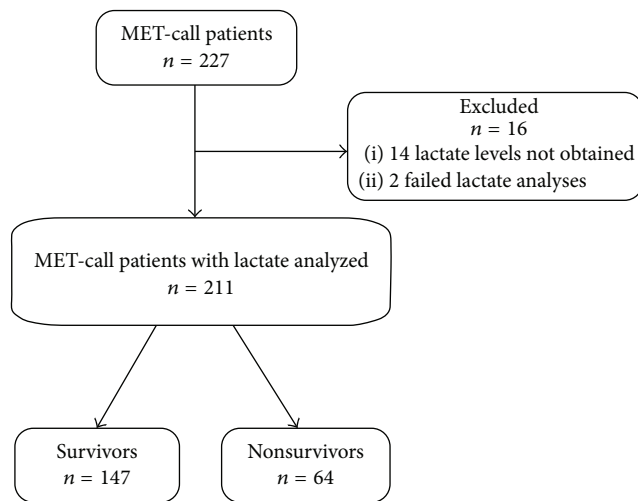 MET-call patients
n = 227
Excluded
n = 16
(i) 14 lactate levels not obtained
(ii) 2 failed lactate analyses
MET-call patients with lactate analyzed
n = 211
Survivors
n = 147
Nonsurvivors
n = 64